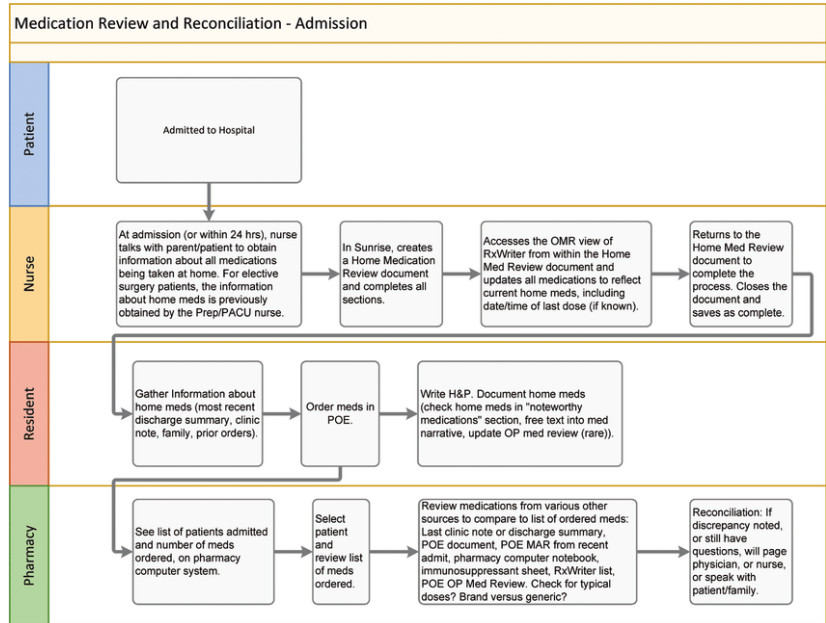 Medication Review and Reconciliation - Admission
Patient
Admitted to Hospital
Nurse
At admission (or within 24 hrs), nurse
talks with parent/patient to obtain
information about all medications
being taken at home. For elective
surgery patients, the information
about home meds is previously
obtained by the Prep/PACU nurse.
In Sunrise, creates
a Home Medication
Review document
and completes all
sections.
Accesses the OMR view of
RxWriter from within the Home
Med Review document and
updates all medications to reflect
current home meds, including
date/time of last dose (if known).
Returns to the
Home Med Review
document to
complete the
process. Closes the
document and
saves as complete.
Resident
Gather Information about
home meds (most recent
discharge summary, clinic
note, family, prior orders).
Order meds in
POE.
Write H&P. Document home meds
(check home meds in "noteworthy
medications" section, free text into med
narrative, update OP med review (rare)).
Pharmacy
See list of patients admitted
and number of meds
ordered, on pharmacy
computer system.
Select
patient
and
review list
of meds
ordered.
Review medications from various other
sources to compare to list of ordered meds:
Last clinic note or discharge summary,
POE document, POE MAR from recent
admit, pharmacy computer notebook,
immunosuppressant sheet, RxWriter list,
POE OP Med Review. Check for typical
doses? Brand versus generic?
Reconciliation: If
discrepancy noted,
or still have
questions, will page
physician, or nurse,
or speak with
patient/family.